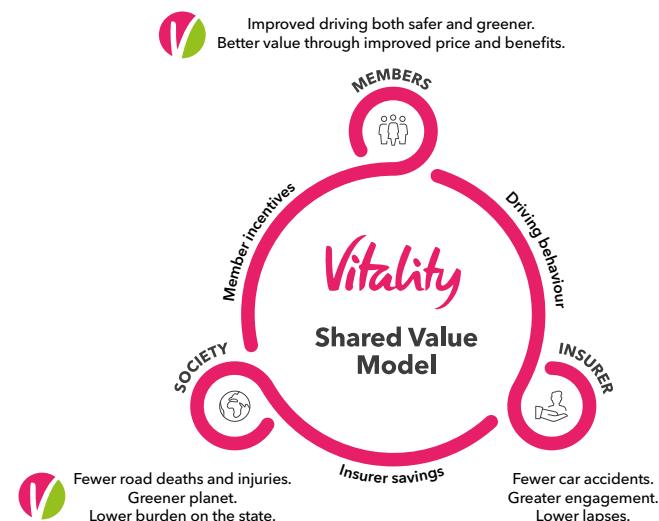 Improved driving both safer and greener.
Better value through improved price and benefits.
MEMBERS
Member incentives
Driving behaviour
Vitality
Shared Value
Model
SOCIETY
INSURER
Insurer savings
Fewer road deaths and injuries.
Greener planet.
Lower burden on the state.
Fewer car accidents.
Greater engagement.
Lower lapses.